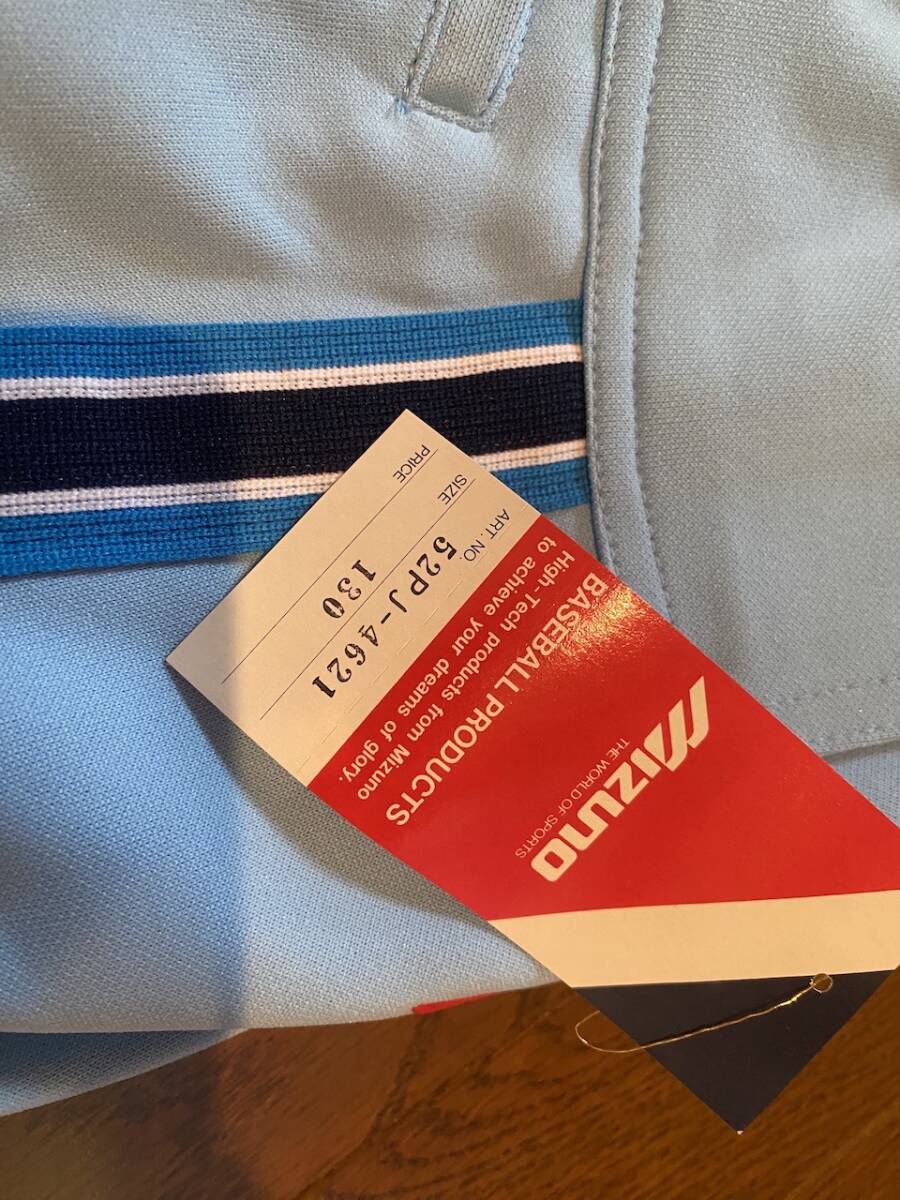 MIZUNO
THE WORLD OF SPORTS
BASEBALL PRODUCTS
High-Tech products from Mizuno
to achieve your dreams of glory.
ART. NO. 52PJ-4621
SIZE 130
PRICE